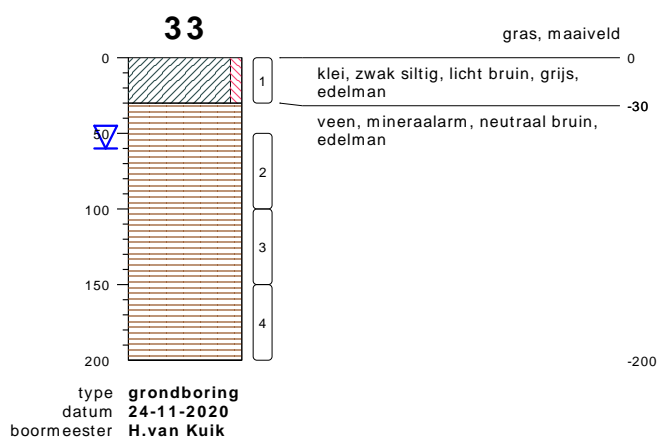 33
gras, maaiveld
0
0
1
klei, zwak siltig, licht bruin, grijs,
edelman
-30
veen, mineraalarm, neutraal bruin,
edelman
50
2
100
3
150
4
200
-200
type grondboring
datum 24-11-2020
boormeester H.van Kuik